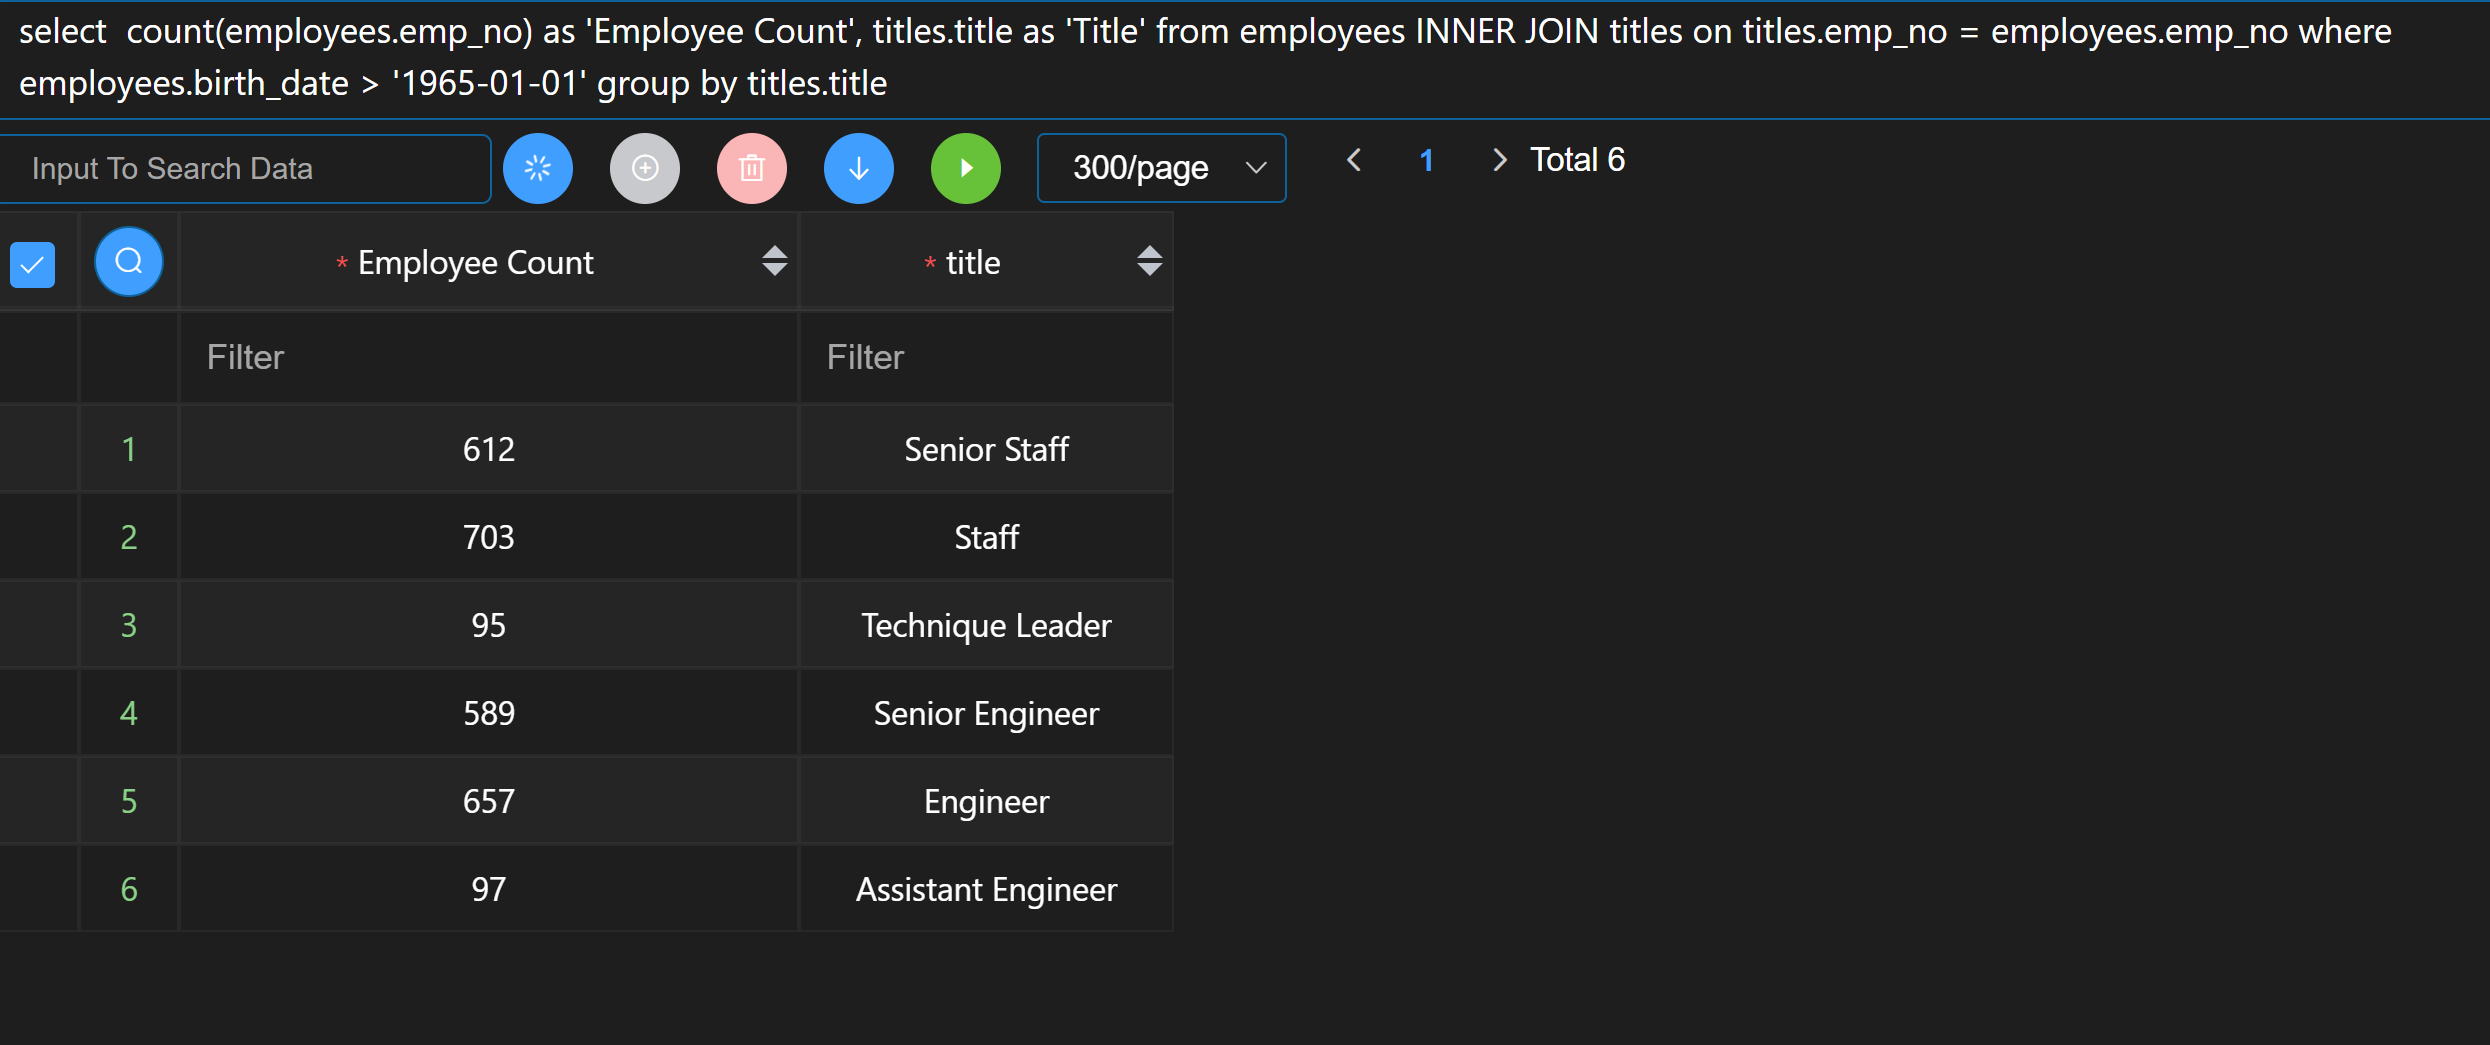 select  count(employees.emp_no) as 'Employee Count', titles.title as 'Title' from employees INNER JOIN titles on titles.emp_no = employees.emp_no where
employees.birth_date > '1965-01-01' group by titles.title
Input To Search Data 300/page 1 Total 6
* Employee Count * title
Filter Filter
1 612 Senior Staff
2 703 Staff
3 95 Technique Leader
4 589 Senior Engineer
5 657 Engineer
6 97 Assistant Engineer